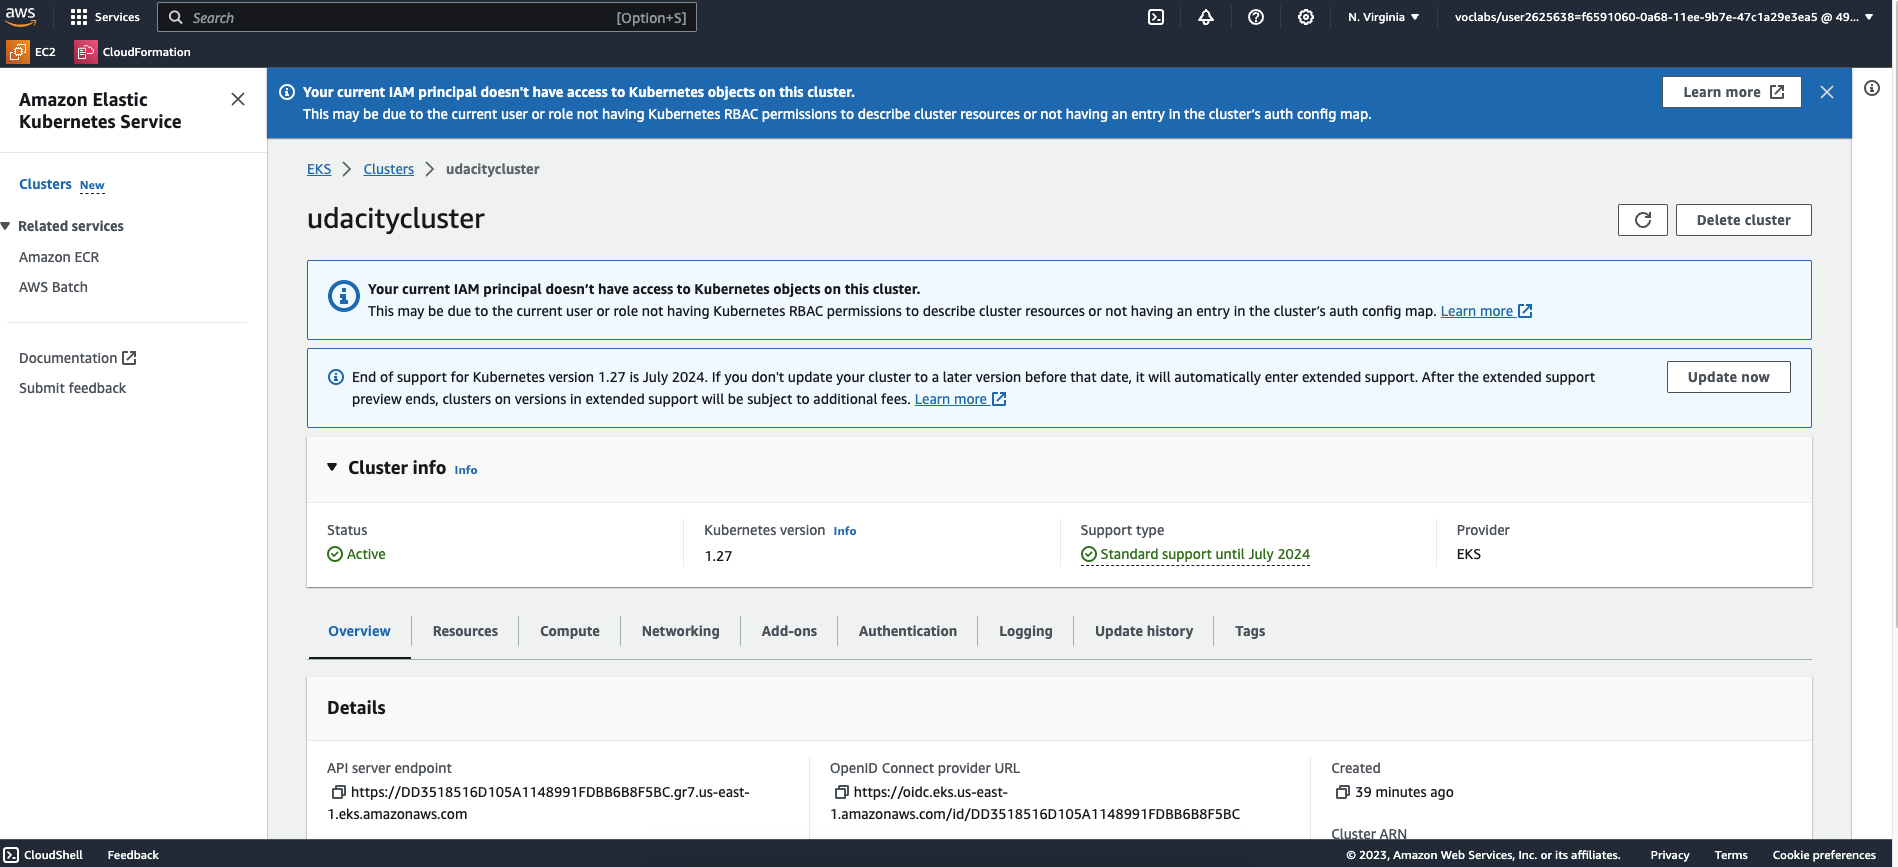 aws
Services
Search
[Option+S]
N. Virginia
voclabs/user2625638=f6591060-0a68-11ee-9b7e-47c1a29e3ea5 @ 49...
EC2
CloudFormation
Amazon Elastic
Kubernetes Service
Clusters New
Related services
Amazon ECR
AWS Batch
Documentation
Submit feedback
Your current IAM principal doesn't have access to Kubernetes objects on this cluster.
This may be due to the current user or role not having Kubernetes RBAC permissions to describe cluster resources or not having an entry in the cluster's auth config map.
Learn more
EKS
Clusters
udacitycluster
udacitycluster
Delete cluster
Your current IAM principal doesn’t have access to Kubernetes objects on this cluster.
This may be due to the current user or role not having Kubernetes RBAC permissions to describe cluster resources or not having an entry in the cluster’s auth config map. Learn more
End of support for Kubernetes version 1.27 is July 2024. If you don't update your cluster to a later version before that date, it will automatically enter extended support. After the extended support
preview ends, clusters on versions in extended support will be subject to additional fees. Learn more
Update now
Cluster info Info
Status
Active
Kubernetes version Info
1.27
Support type
Standard support until July 2024
Provider
EKS
Overview
Resources
Compute
Networking
Add-ons
Authentication
Logging
Update history
Tags
Details
API server endpoint
https://DD3518516D105A1148991FDBB6B8F5BC.gr7.us-east-
1.eks.amazonaws.com
OpenID Connect provider URL
https://oidc.eks.us-east-
1.amazonaws.com/id/DD3518516D105A1148991FDBB6B8F5BC
Created
39 minutes ago
Cluster ARN
CloudShell
Feedback
© 2023, Amazon Web Services, Inc. or its affiliates.
Privacy
Terms
Cookie preferences